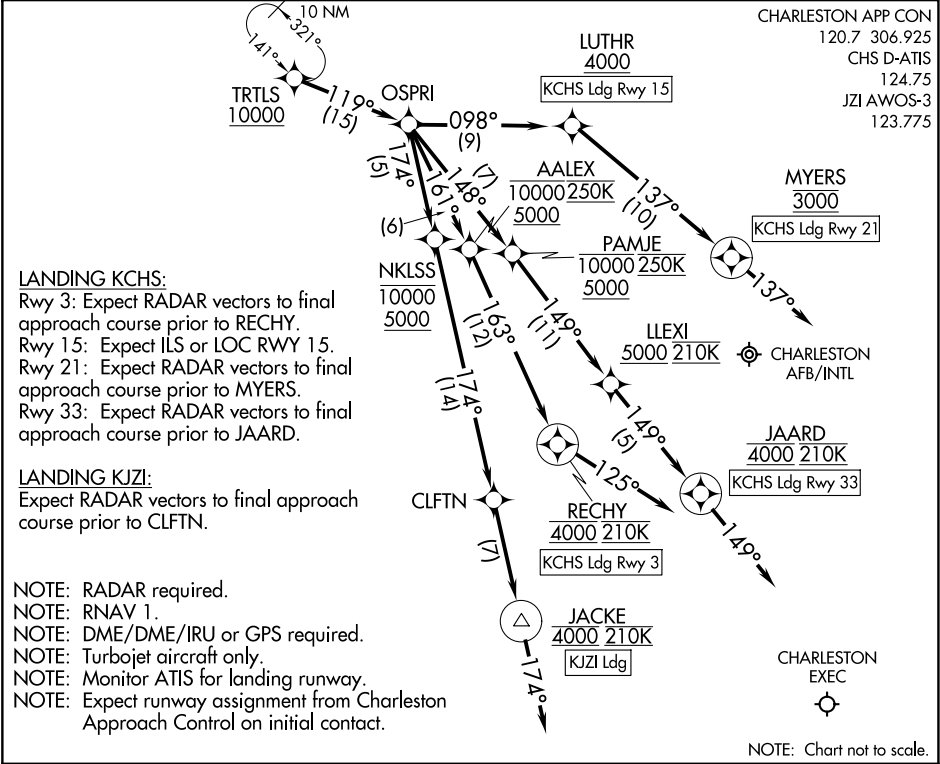 10 NM
321°
141°
TRTLS
10000
119°
(15)
OSPRI
098°
(9)
LUTHR
4000
KCHS Ldg Rwy 15
CHARLESTON APP CON
120.7 306.925
CHS D-ATIS
124.75
JZI AWOS-3
123.775
137°
(10)
MYERS
3000
KCHS Ldg Rwy 21
137°
174°
(5)
161°
(6)
148°
(7)
AALEX
10000 250K
5000
PAMJE
10000 250K
5000
NKLSS
10000
5000
LANDING KCHS:
Rwy 3: Expect RADAR vectors to final
approach course prior to RECHY.
Rwy 15: Expect ILS or LOC RWY 15.
Rwy 21: Expect RADAR vectors to final
approach course prior to MYERS.
Rwy 33: Expect RADAR vectors to final
approach course prior to JAARD.
LANDING KJZI:
Expect RADAR vectors to final approach
course prior to CLFTN.
163°
(12)
149°
(11)
LLEXI
5000 210K
CHARLESTON
AFB/INTL
174°
(14)
149°
(5)
JAARD
4000 210K
KCHS Ldg Rwy 33
125°
149°
CLFTN
RECHY
4000 210K
KCHS Ldg Rwy 3
(7)
JACKE
4000 210K
KJZI Ldg
174°
CHARLESTON
EXEC
NOTE: RADAR required.
NOTE: RNAV 1.
NOTE: DME/DME/IRU or GPS required.
NOTE: Turbojet aircraft only.
NOTE: Monitor ATIS for landing runway.
NOTE: Expect runway assignment from Charleston
Approach Control on initial contact.
NOTE: Chart not to scale.